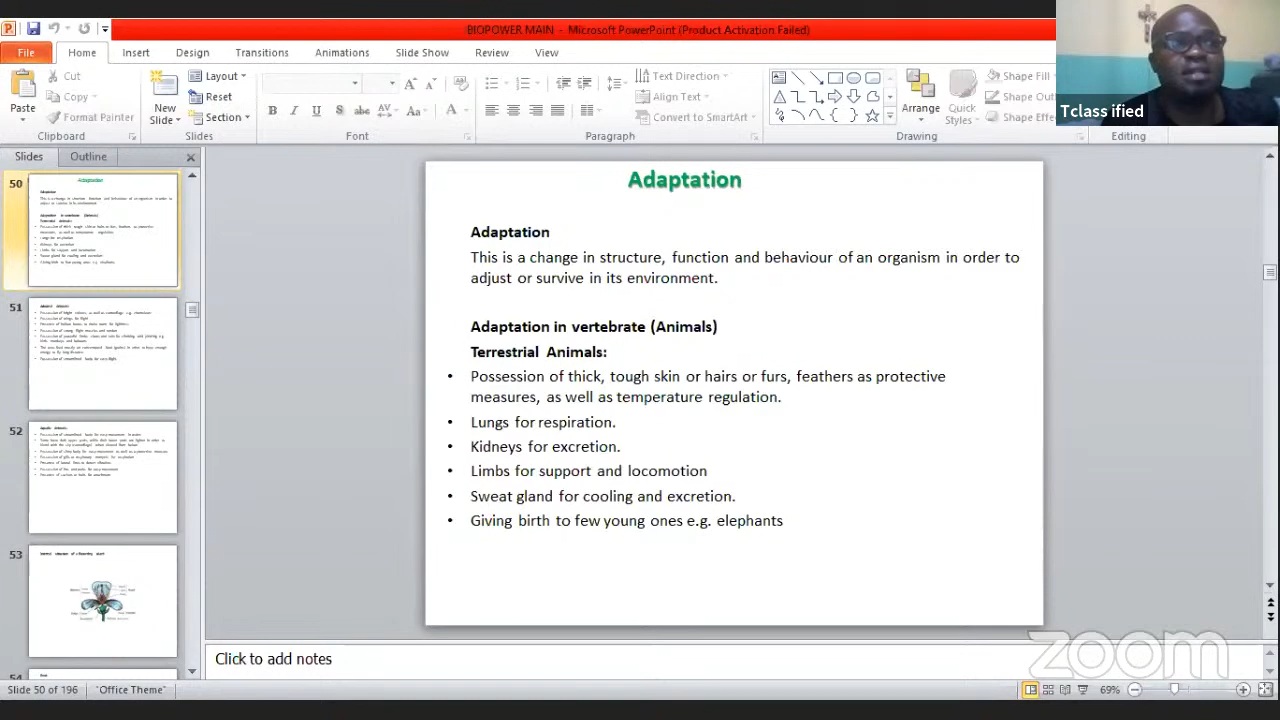 BIOPOWER MAIN - Microsoft PowerPoint (Product Activation Failed)
File Home Insert Design Transitions Animations Slide Show Review View
Paste
Cut
Copy
Format Painter
Clipboard
New
Slide
Layout
Reset
Section
Slides
Font
Text Direction
Align Text
Convert to SmartArt
Paragraph
Arrange
Quick
Styles
Shape Fill
Shape Out
Shape Effe
Drawing
Editing
Tclass ified
Slides Outline
50
51
52
53
54
Adaptation
Adaptation
This is a change in structure, function and behaviour of an organism in order to
adjust or survive in its environment.
Adaptation in vertebrate (Animals)
Terrestrial Animals:
• Possession of thick, tough skin or hairs or furs, feathers as protective
measures, as well as temperature regulation.
• Lungs for respiration.
• Kidneys for excretion.
• Limbs for support and locomotion
• Sweat gland for cooling and excretion.
• Giving birth to few young ones e.g. elephants
Click to add notes
zoom
Slide 50 of 196 "Office Theme" 69%